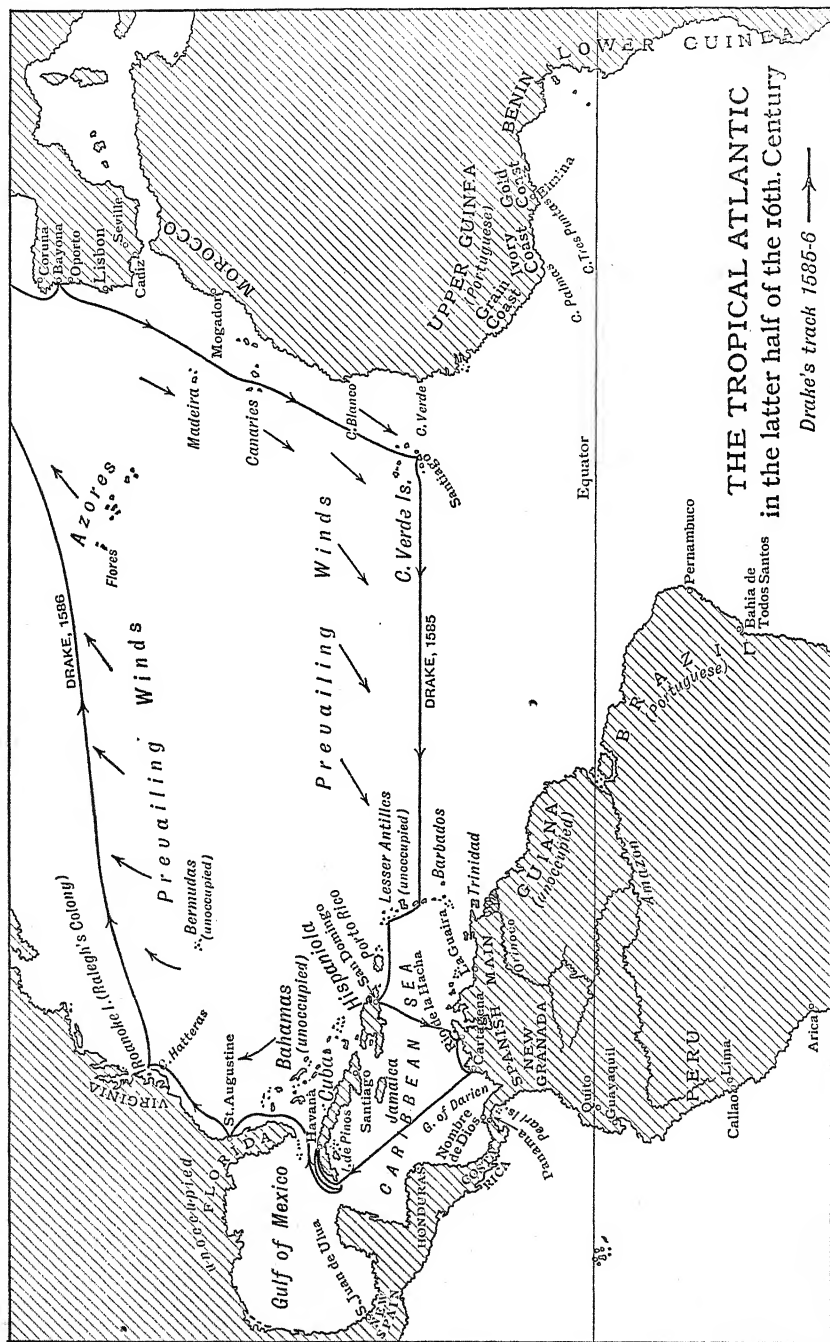 THE TROPICAL ATLANTIC
in the latter half of the 16th. Century
Drake's track 1585-6
Coruna
Bayona
Oporto
Lisbon
Seville
Cadiz
MOROCCO
Mogador
Madeira
Canaries
C. Blanco
C. Verde
C. Verde Is.
Santiago
UPPER GUINEA
(Portuguese)
Grain
Coast
Ivory
Coast
Gold
Coast
BENIN
LOWER GUINEA
C. Palmas
C. Tres Puntas
Elmina
Azores
Flores
DRAKE, 1586
Prevailing Winds
Prevailing Winds
DRAKE, 1585
Equator
VIRGINIA
Roanoke I. (Ralegh's Colony)
C. Hatteras
Bermudas
(unoccupied)
unoccupied
FLORIDA
St. Augustine
Bahamas
(unoccupied)
Gulf of Mexico
Havana
Cuba
I. de Pinos
Santiago
Jamaica
Hispaniola
San Domingo
Porto Rico
Lesser Antilles
(unoccupied)
Barbados
CARIBBEAN SEA
S. Juan de Ulua
NEW
SPAIN
HONDURAS
COSTA
RICA
Nombre
de Dios
Panama
Pearl Is.
G. of Darien
Cartagena
Rio de la Hacha
La Guaira
Trinidad
SPANISH MAIN
Orinoco
NEW
GRANADA
GUIANA
(unoccupied)
Amazon
Quito
Guayaquil
PERU
Callao
Lima
Arica
BRAZIL
(Portuguese)
Pernambuco
Bahia de
Todos Santos